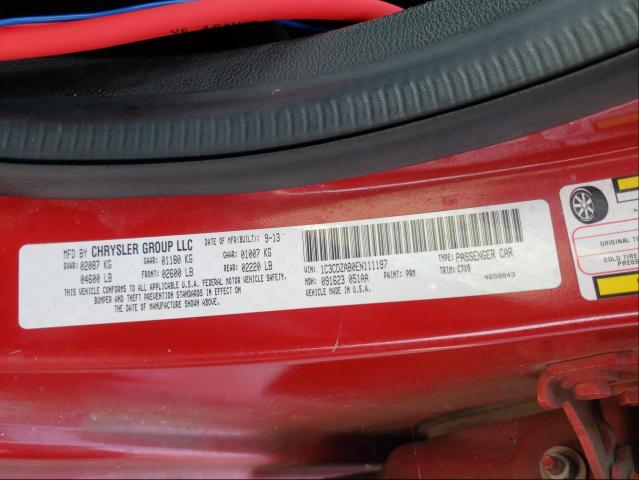 MFD BY CHRYSLER GROUP LLC
DATE OF MFR(BUILT): 9-13
GVWR: 02087 KG
GAWR: 01180 KG
GAWR: 01007 KG
04600 LB
FRONT: 02600 LB
REAR: 02220 LB
THIS VEHICLE CONFORMS TO ALL APPLICABLE U.S.A. FEDERAL MOTOR VEHICLE SAFETY,
BUMPER AND THEFT PREVENTION STANDARDS IN EFFECT ON
THE DATE OF MANUFACTURE SHOWN ABOVE.
VIN: 1C3CDZAB0EN111197
TYPE: PASSENGER CAR
MDH: 091623 051AA
PAINT: PRM
TRIM: C7X9
VEHICLE MADE IN U.S.A.
4650843
ORIGINAL
COLD TIRE